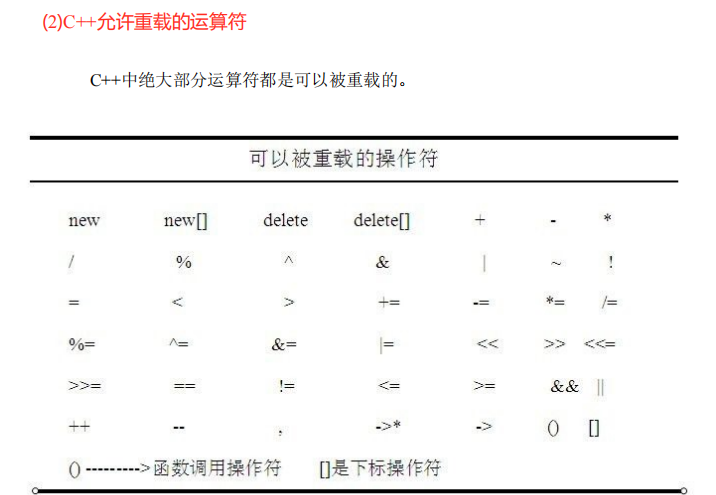 (2)C++允许重载的运算符
C++中绝大部分运算符都是可以被重载的。
可以被重载的操作符
new new[] delete delete[] + - *
/ % ^ & | ~ !
= < > += -= *= /=
%= ^= &= |= << >> <<=
>>= == != <= >= && ||
++ -- , ->* -> () []
() --------->函数调用操作符 []是下标操作符